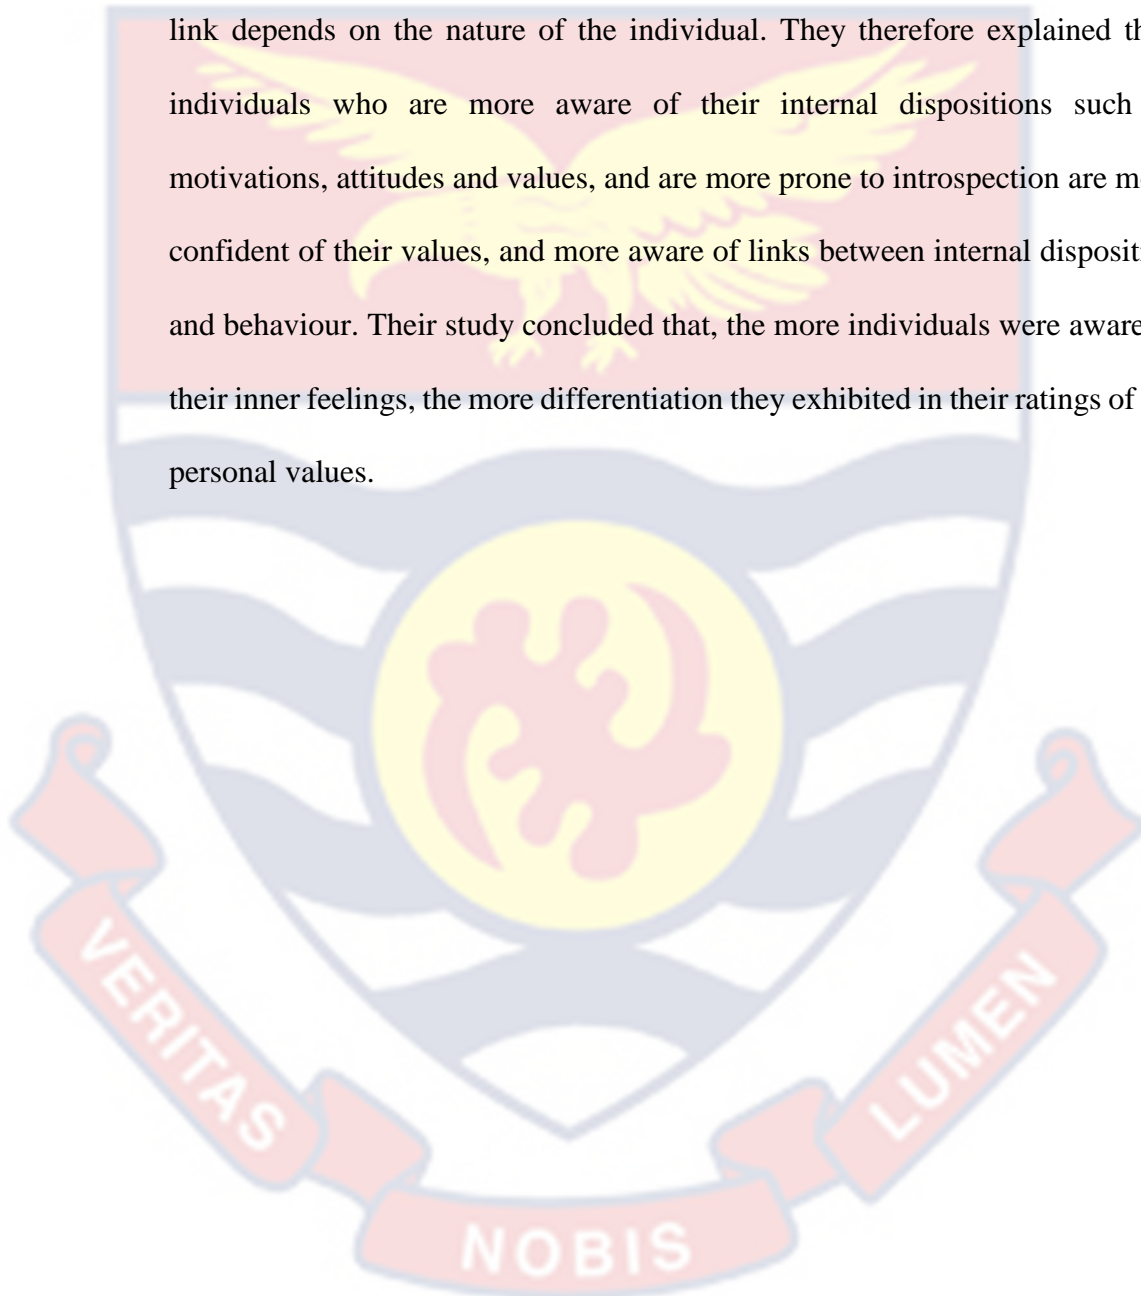 link depends on the nature of the individual. They therefore explained th
individuals who are more aware of their internal dispositions such
motivations, attitudes and values, and are more prone to introspection are m
confident of their values, and more aware of links between internal dispositi
and behaviour. Their study concluded that, the more individuals were aware
their inner feelings, the more differentiation they exhibited in their ratings of
personal values.
VERITAS
NOBIS
LUMEN